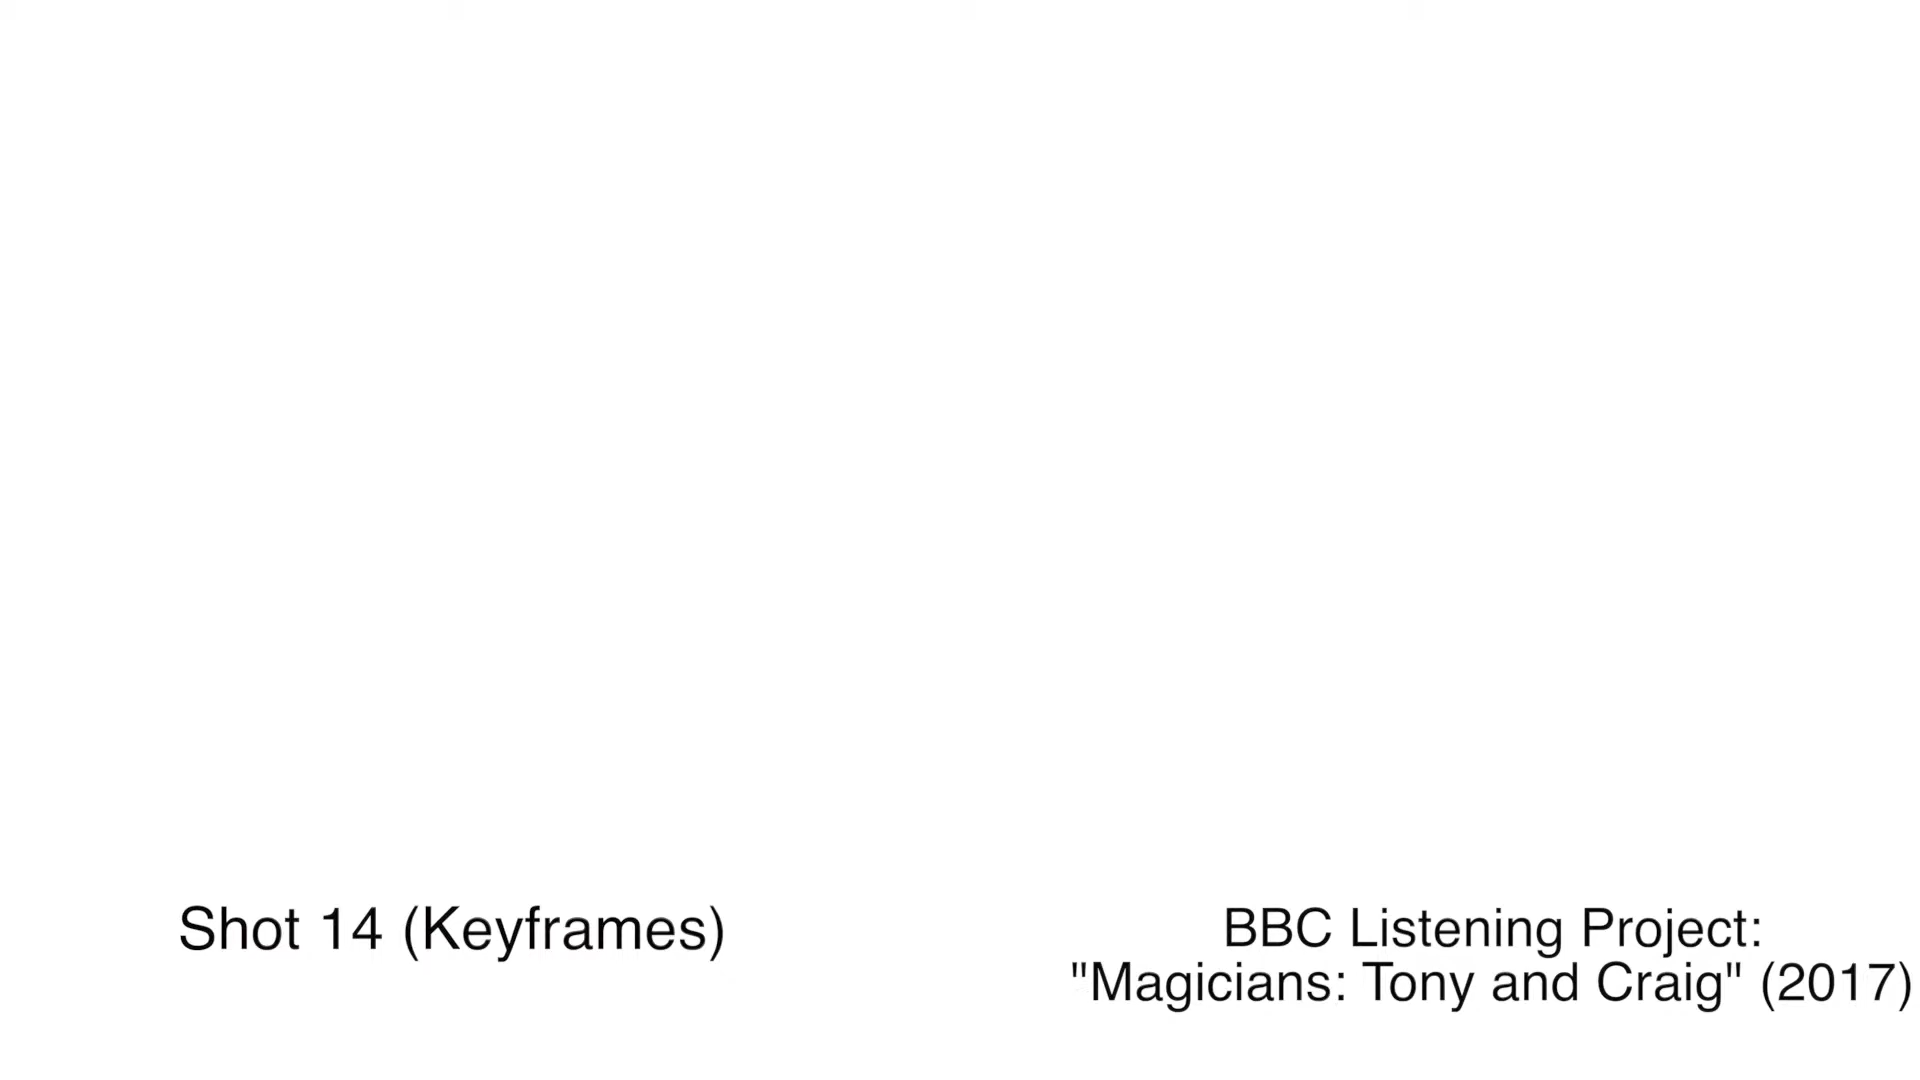 Shot 14 (Keyframes)
BBC Listening Project:
"Magicians: Tony and Craig" (2017)